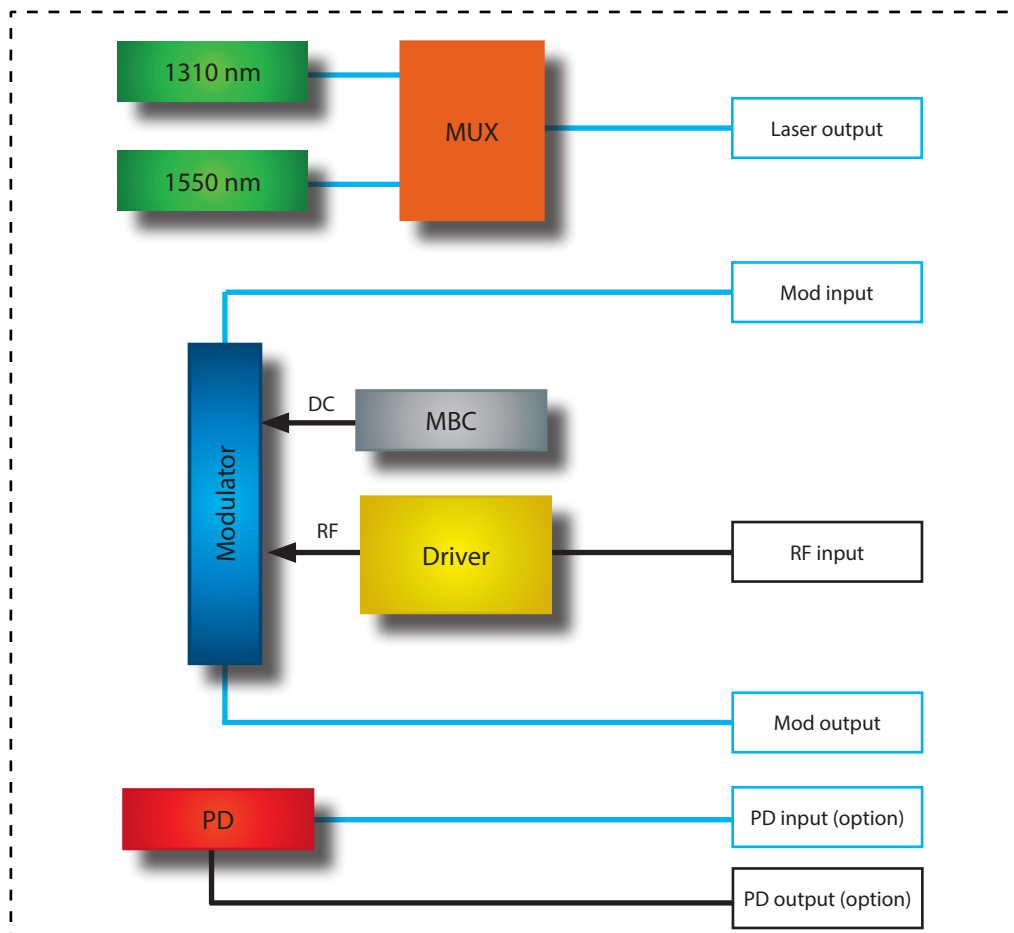 1310 nm
MUX
Laser output
1550 nm
Mod input
DC
MBC
Modulator
RF
Driver
RF input
Mod output
PD
PD input (option)
PD output (option)